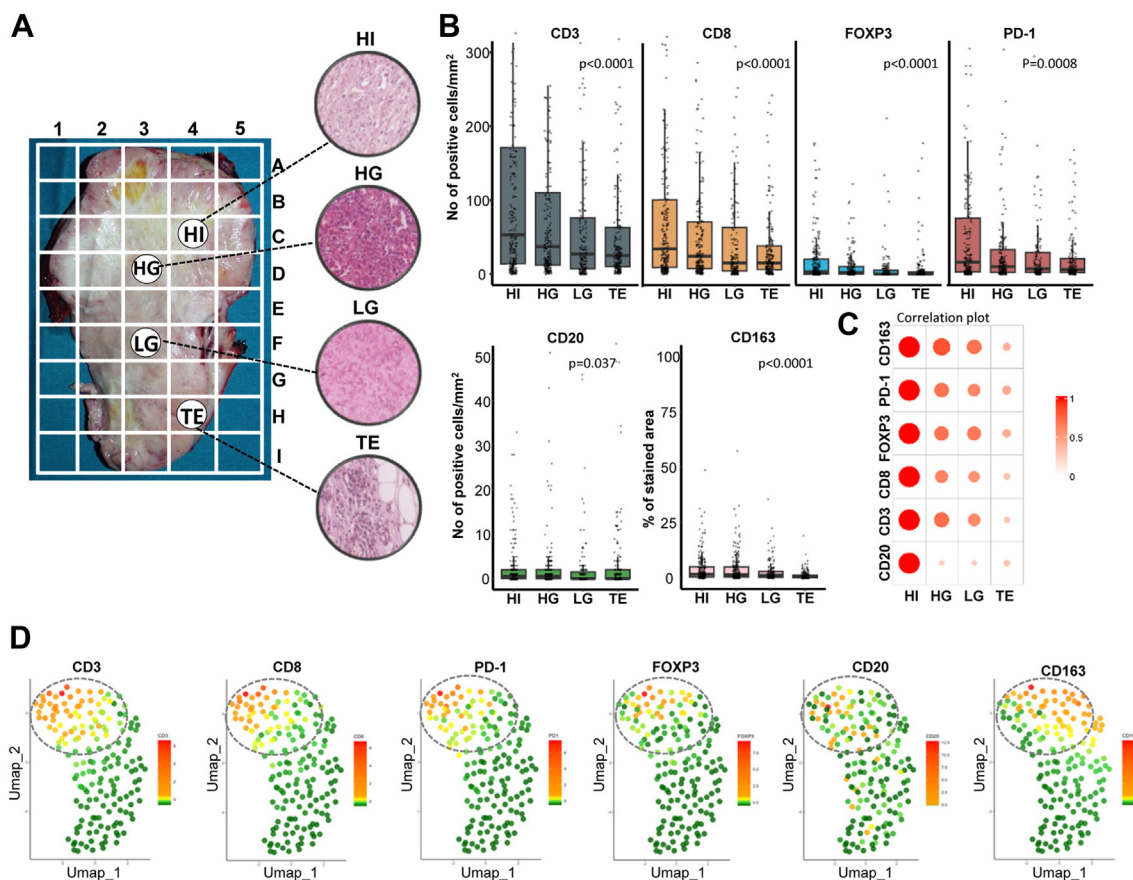 A
HI
HG
LG
TE
1 2 3 4 5
A
B
C
D
E
F
G
H
I
HI
HG
LG
TE
B
CD3 CD8 FOXP3 PD-1
p<0.0001 p<0.0001 p<0.0001 P=0.0008
No of positive cells/mm²
300
200
100
0
HI HG LG TE HI HG LG TE HI HG LG TE HI HG LG TE
CD20 CD163
p=0.037 p<0.0001
No of positive cells/mm²
50
40
30
20
10
0
HI HG LG TE
% of stained area
100
75
50
25
0
HI HG LG TE
C
Correlation plot
CD163
PD-1
FOXP3
CD8
CD3
CD20
HI HG LG TE
1
0.5
0
D
CD3 CD8 PD-1 FOXP3 CD20 CD163
Umap_2 Umap_2 Umap_2 Umap_2 Umap_2 Umap_2
CD3 CD8 PD1 FOXP3 CD20
Umap_1 Umap_1 Umap_1 Umap_1 Umap_1 Umap_1